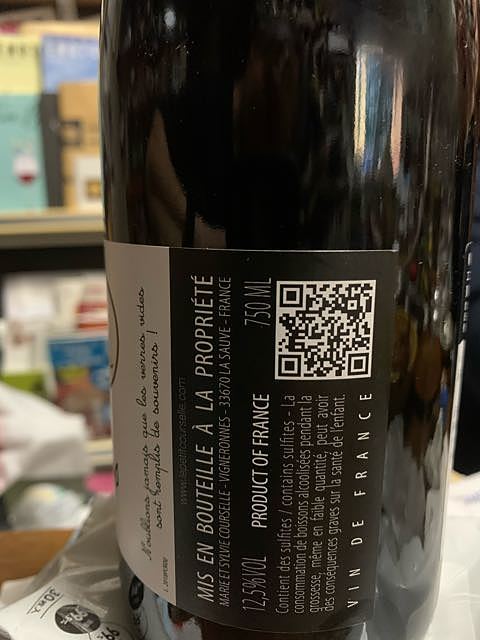 N'oublions jamais que les verres vides
sont remplis de souvenirs !
www.lapetitcourselle.com
MIS EN BOUTEILLE À LA PROPRIÉTÉ
MARIE ET SYLVIE COURSELLE - VIGNERONNES - 33670 LA SAUVE - FRANCE
12,5%VOL PRODUCT OF FRANCE 750 ML
Contient des sulfites / contains sulfites - La
consommation de boissons alcoolisées pendant la
grossesse, même en faible quantité, peut avoir
des conséquences graves sur la santé de l'enfant.
VIN DE FRANCE